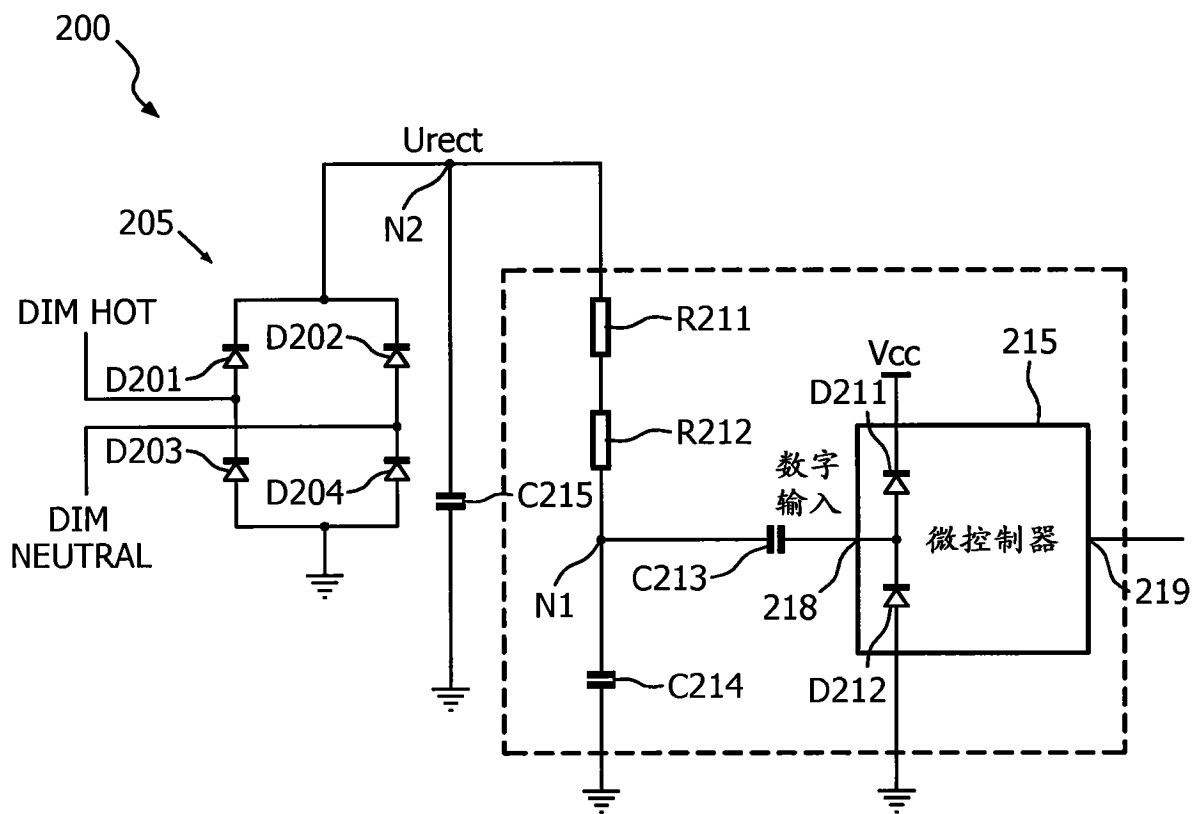 200
Urect
N2
205
DIM HOT
D201
D202
D203
D204
DIM
NEUTRAL
C215
R211
R212
Vcc
215
D211
数字
输入
微控制器
N1
C213
218
219
C214
D212